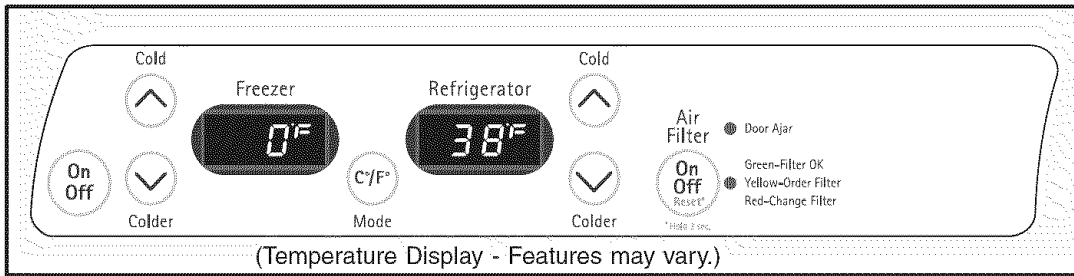 Cold
Freezer
0°F
On
Off
Colder
C°/F°
Mode
Refrigerator
38°F
Cold
Colder
Air
Filter
Door Ajar
On
Off
Reset*
*Hold 2 sec.
Green-Filter OK
Yellow-Order Filter
Red-Change Filter
(Temperature Display - Features may vary.)